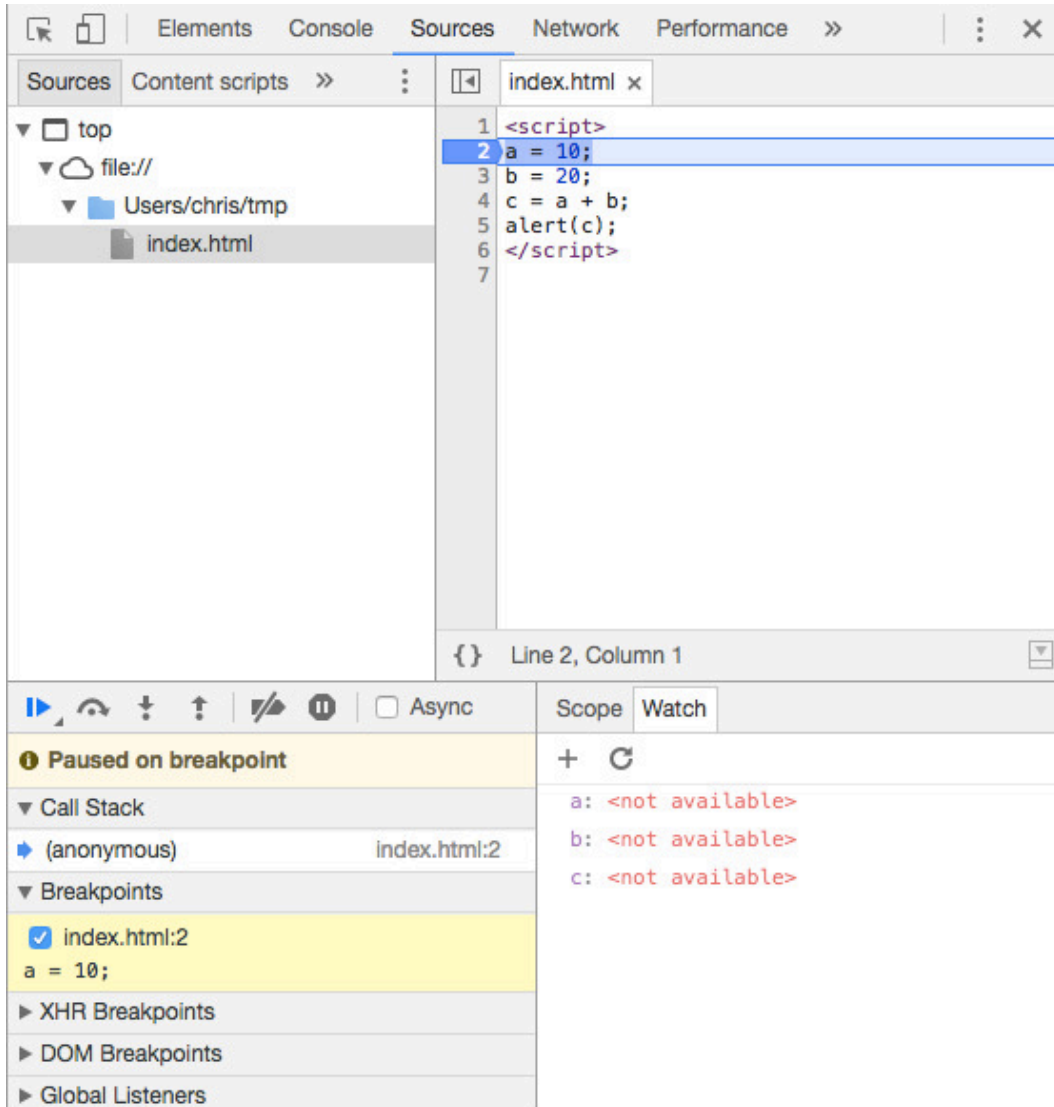 Elements Console Sources Network Performance »
Sources Content scripts »
index.html ×
top
file://
Users/chris/tmp
index.html
1 <script>
2 a = 10;
3 b = 20;
4 c = a + b;
5 alert(c);
6 </script>
7
{} Line 2, Column 1
Async
Paused on breakpoint
Call Stack
(anonymous) index.html:2
Breakpoints
index.html:2
a = 10;
XHR Breakpoints
DOM Breakpoints
Global Listeners
Scope Watch
a: <not available>
b: <not available>
c: <not available>